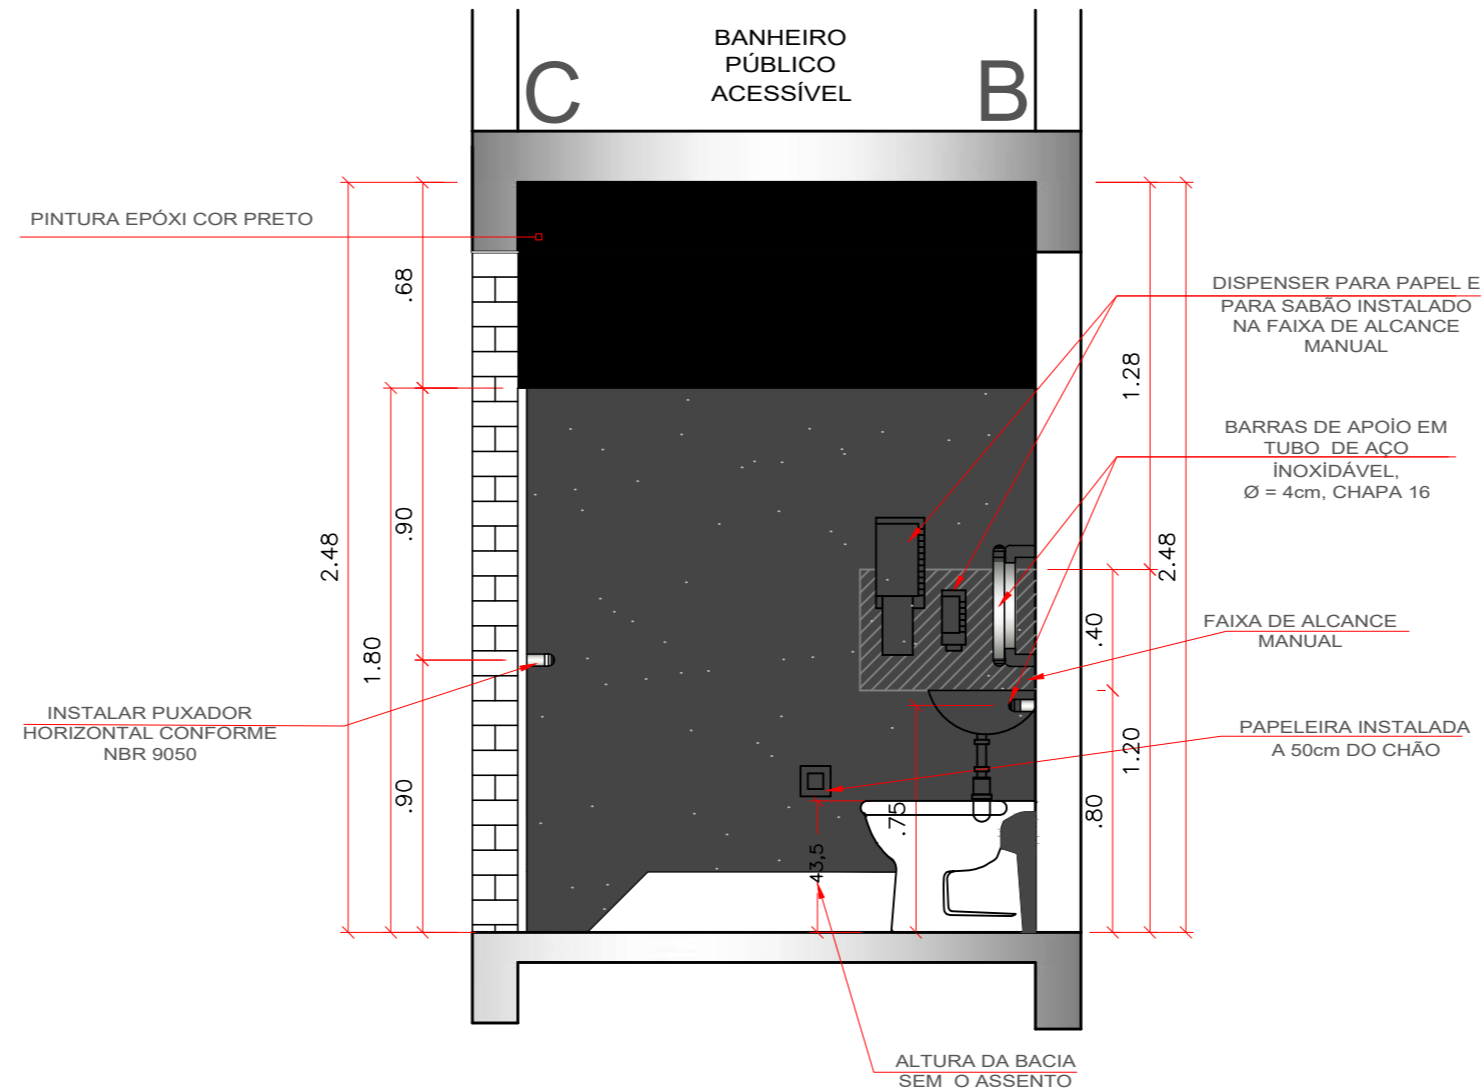 BANHEIRO
PÚBLICO
ACESSÍVEL
C
B
PINTURA EPÓXI COR PRETO
.68
2.48
.90
1.80
.90
INSTALAR PUXADOR
HORIZONTAL CONFORME
NBR 9050
DISPENSER PARA PAPEL E
PARA SABÃO INSTALADO
NA FAIXA DE ALCANCE
MANUAL
1.28
BARRAS DE APOİO EM
TUBO DE AÇO
İNOXİDÁVEL,
Ø = 4cm, CHAPA 16
2.48
.40
FAIXA DE ALCANCE
MANUAL
PAPELEIRA INSTALADA
A 50cm DO CHÃO
1.20
.80
.75
43,5
ALTURA DA BACIA
SEM O ASSENTO